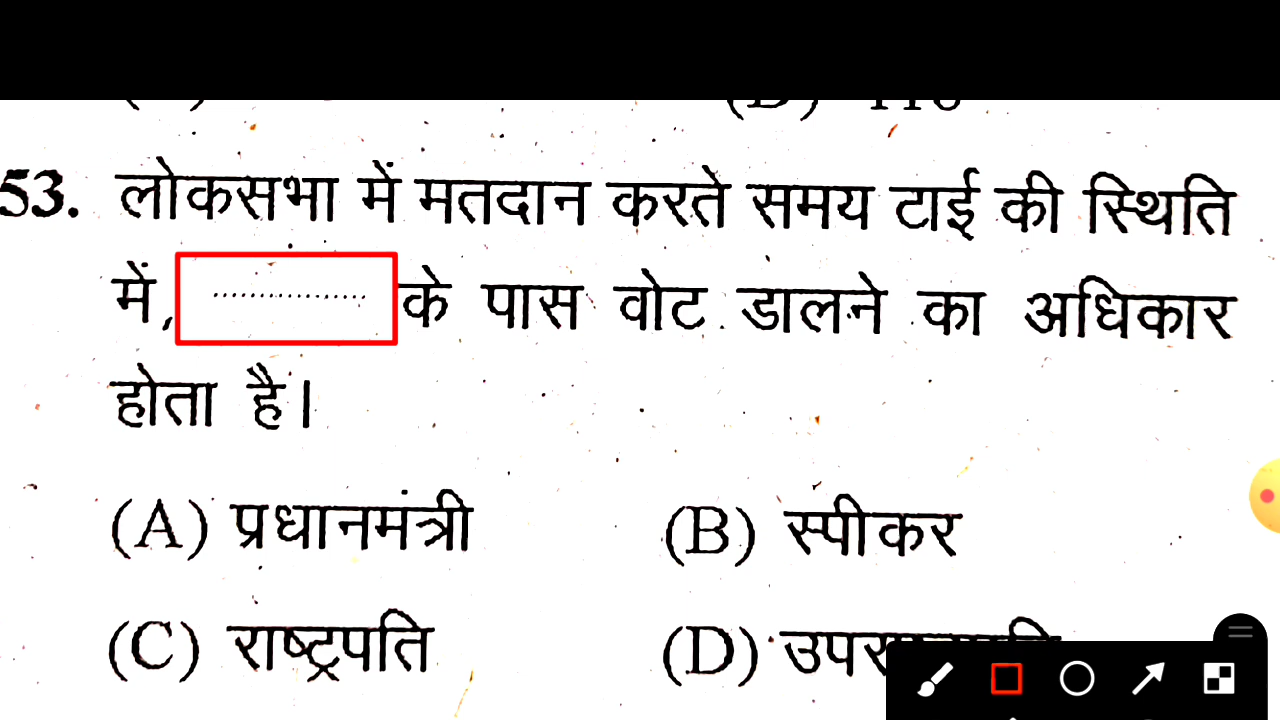 53. लोकसभा में मतदान करते समय टाई की स्थिति
में, ................ के पास वोट डालने का अधिकार
होता है।
(A) प्रधानमंत्री (B) स्पीकर
(C) राष्ट्रपति (D)